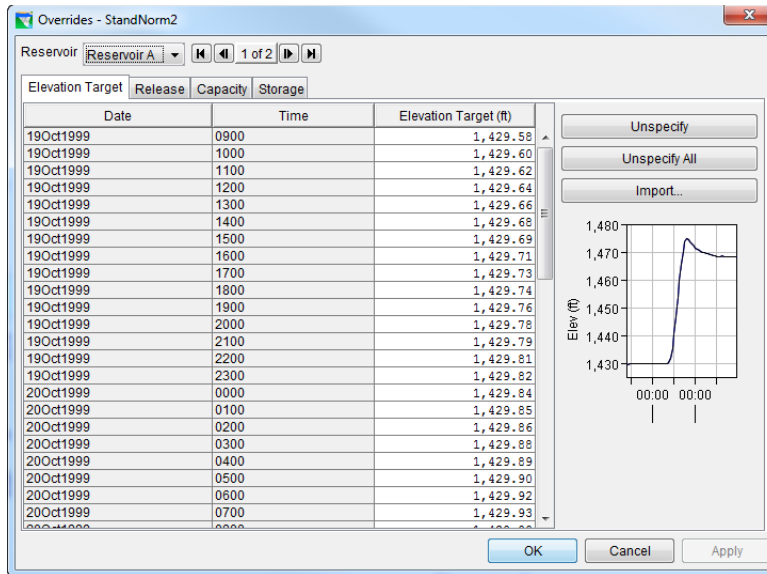 Overrides - StandNorm2
Reservoir Reservoir A 1 of 2
Elevation Target Release Capacity Storage
Date Time Elevation Target (ft)
19Oct1999 0900 1,429.58
19Oct1999 1000 1,429.60
19Oct1999 1100 1,429.62
19Oct1999 1200 1,429.64
19Oct1999 1300 1,429.66
19Oct1999 1400 1,429.68
19Oct1999 1500 1,429.69
19Oct1999 1600 1,429.71
19Oct1999 1700 1,429.73
19Oct1999 1800 1,429.74
19Oct1999 1900 1,429.76
19Oct1999 2000 1,429.78
19Oct1999 2100 1,429.79
19Oct1999 2200 1,429.81
19Oct1999 2300 1,429.82
20Oct1999 0000 1,429.84
20Oct1999 0100 1,429.85
20Oct1999 0200 1,429.86
20Oct1999 0300 1,429.88
20Oct1999 0400 1,429.89
20Oct1999 0500 1,429.90
20Oct1999 0600 1,429.92
20Oct1999 0700 1,429.93
Unspecify
Unspecify All
Import...
Elev (ft)
1,480
1,470
1,460
1,450
1,440
1,430
00:00 00:00
OK Cancel Apply